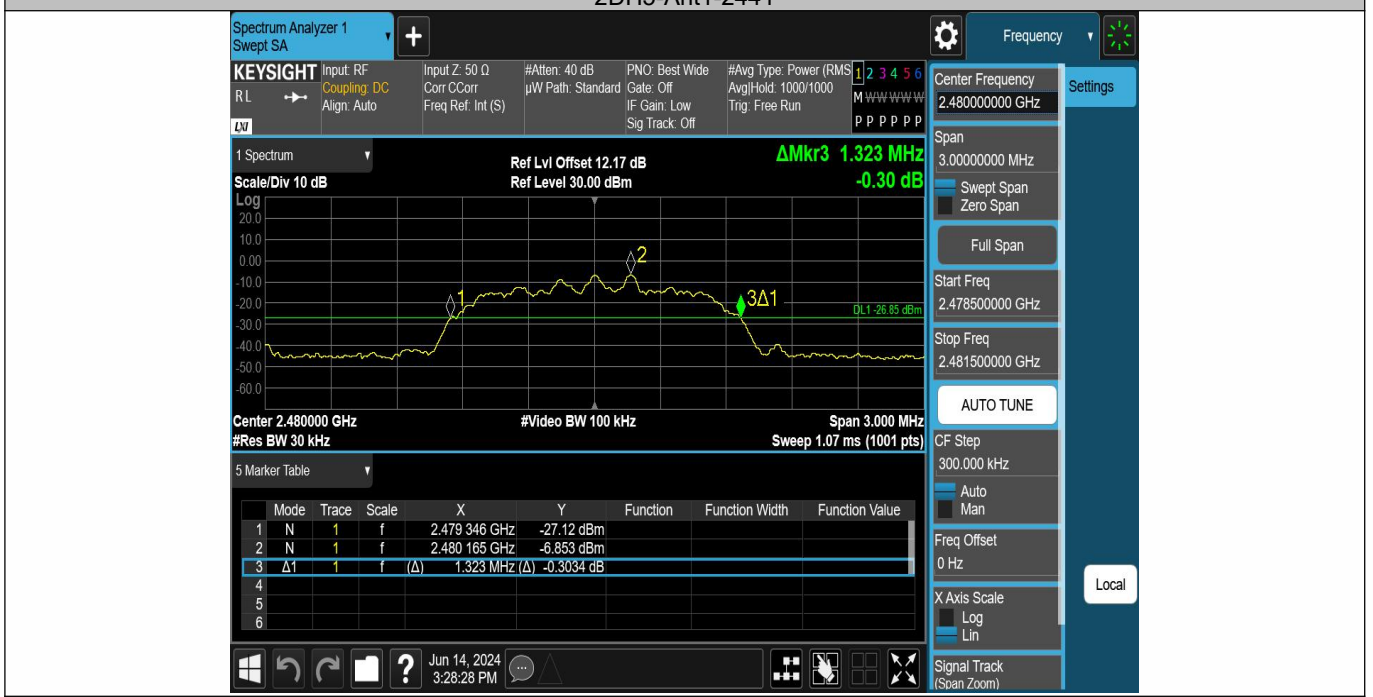 2DH5-Ant1-2441
Spectrum Analyzer 1
Swept SA
Frequency
KEYSIGHT
RL
LXI
Input: RF
Coupling: DC
Align: Auto
Input Z: 50 Ω
Corr CCorr
Freq Ref: Int (S)
#Atten: 40 dB
µW Path: Standard
PNO: Best Wide
Gate: Off
IF Gain: Low
Sig Track: Off
#Avg Type: Power (RMS
Avg|Hold: 1000/1000
Trig: Free Run
1 2 3 4 5 6
M W W W W W
P P P P P P
1 Spectrum
Scale/Div 10 dB
Ref Lvl Offset 12.17 dB
Ref Level 30.00 dBm
ΔMkr3 1.323 MHz
-0.30 dB
Log
20.0
10.0
0.00
-10.0
-20.0
-30.0
-40.0
-50.0
-60.0
1
2
3Δ1
DL1 -26.85 dBm
Center 2.480000 GHz
#Video BW 100 kHz
Span 3.000 MHz
#Res BW 30 kHz
Sweep 1.07 ms (1001 pts)
5 Marker Table
Mode Trace Scale X Y Function Function Width Function Value
1 N 1 f 2.479 346 GHz -27.12 dBm
2 N 1 f 2.480 165 GHz -6.853 dBm
3 Δ1 1 f (Δ) 1.323 MHz (Δ) -0.3034 dB
4
5
6
Jun 14, 2024
3:28:28 PM
Center Frequency
2.480000000 GHz
Settings
Span
3.00000000 MHz
Swept Span
Zero Span
Full Span
Start Freq
2.478500000 GHz
Stop Freq
2.481500000 GHz
AUTO TUNE
CF Step
300.000 kHz
Auto
Man
Freq Offset
0 Hz
X Axis Scale
Log
Lin
Signal Track
(Span Zoom)
Local